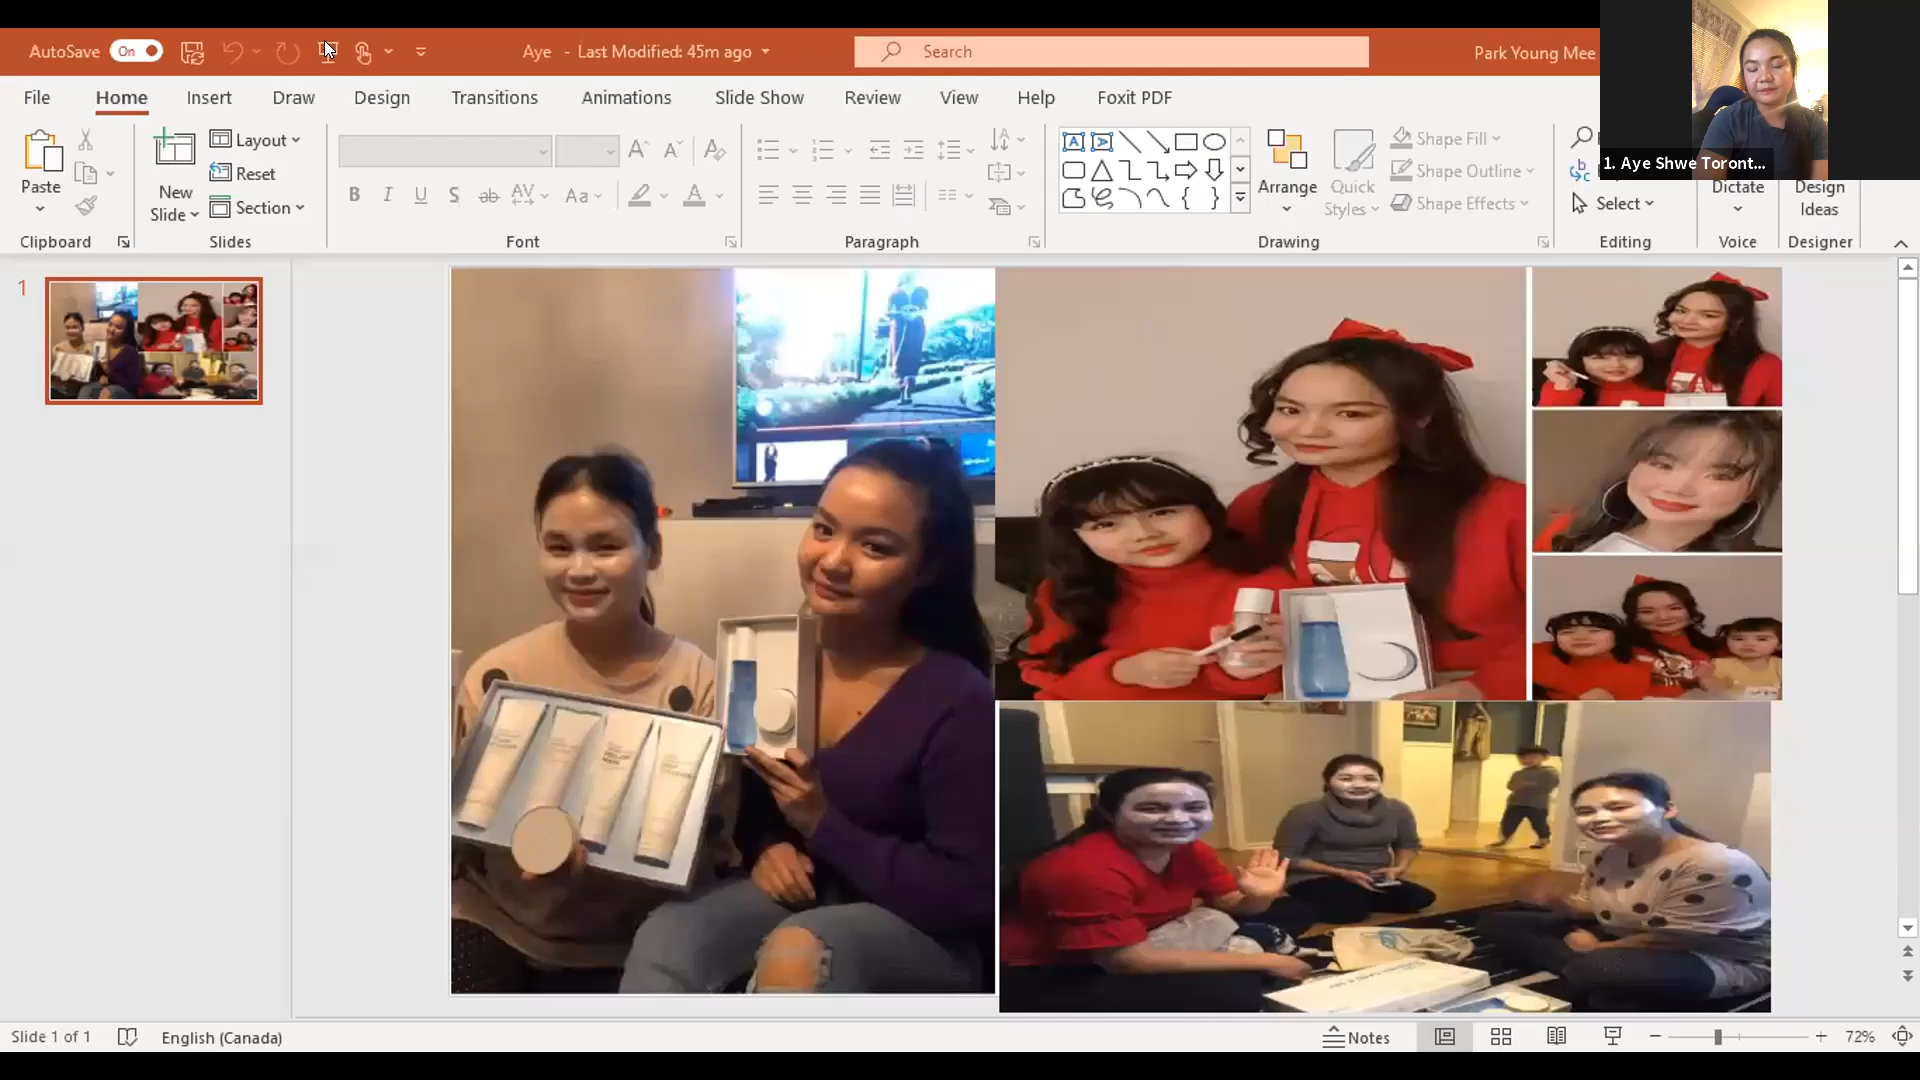 AutoSave On Aye - Last Modified: 45m ago Search Park Young Mee
1. Aye Shwe Toront...
File Home Insert Draw Design Transitions Animations Slide Show Review View Help Foxit PDF
Paste
Clipboard
New
Slide
Layout
Reset
Section
Slides
B I U S ab AV Aa A
Font
Paragraph
Arrange
Quick
Styles
Shape Fill
Shape Outline
Shape Effects
Drawing
Select
Editing
Dictate
Voice
Design
Ideas
Designer
1
Slide 1 of 1 English (Canada) Notes 72%